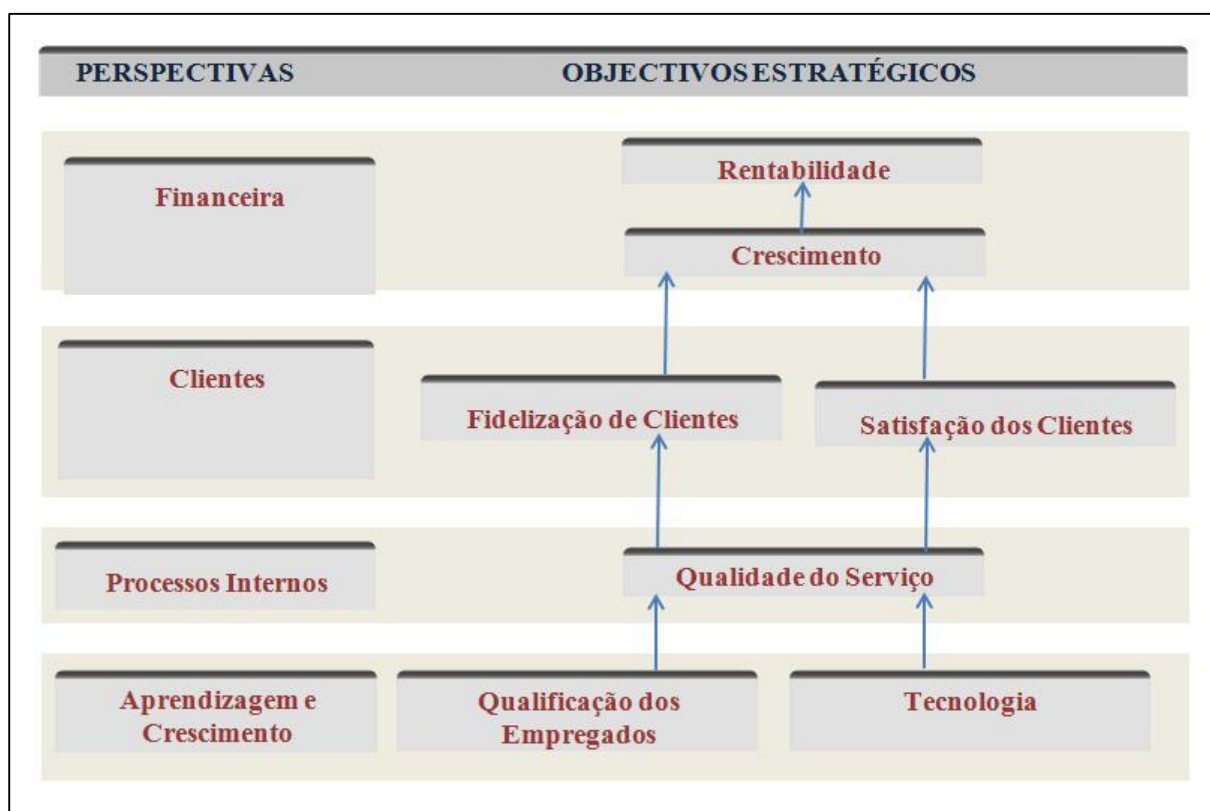 PERSPECTIVAS OBJECTIVOS ESTRATÉGICOS
Financeira
Rentabilidade
Crescimento
Clientes
Fidelização de Clientes
Satisfação dos Clientes
Processos Internos
Qualidade do Serviço
Aprendizagem e
Crescimento
Qualificação dos
Empregados
Tecnologia